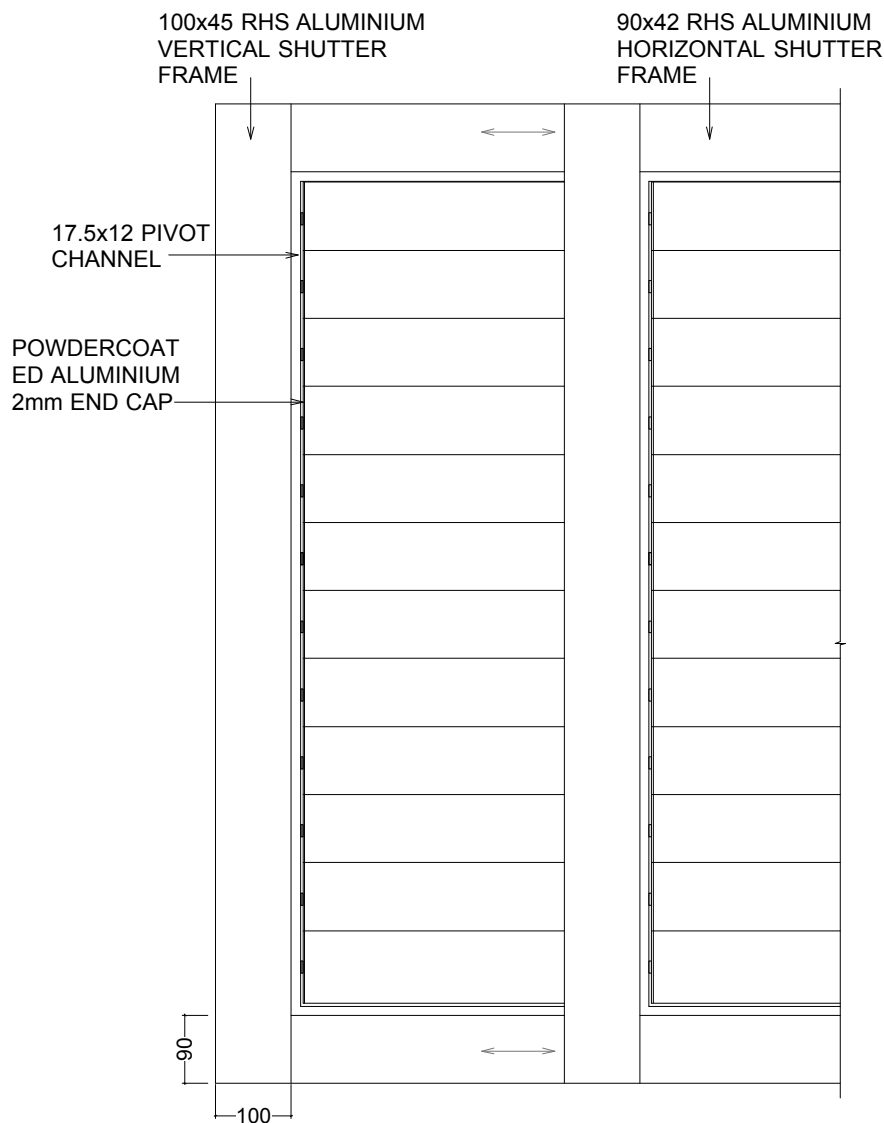 100x45 RHS ALUMINIUM
VERTICAL SHUTTER
FRAME
90x42 RHS ALUMINIUM
HORIZONTAL SHUTTER
FRAME
17.5x12 PIVOT
CHANNEL
POWDERCOAT
ED ALUMINIUM
2mm END CAP
90
100